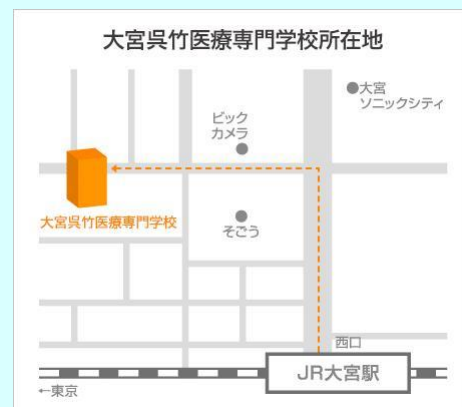 大宮呉竹医療専門学校所在地
大宮
ソニックシティ
ビック
カメラ
大宮呉竹医療専門学校
そごう
西口
JR大宮駅
←東京